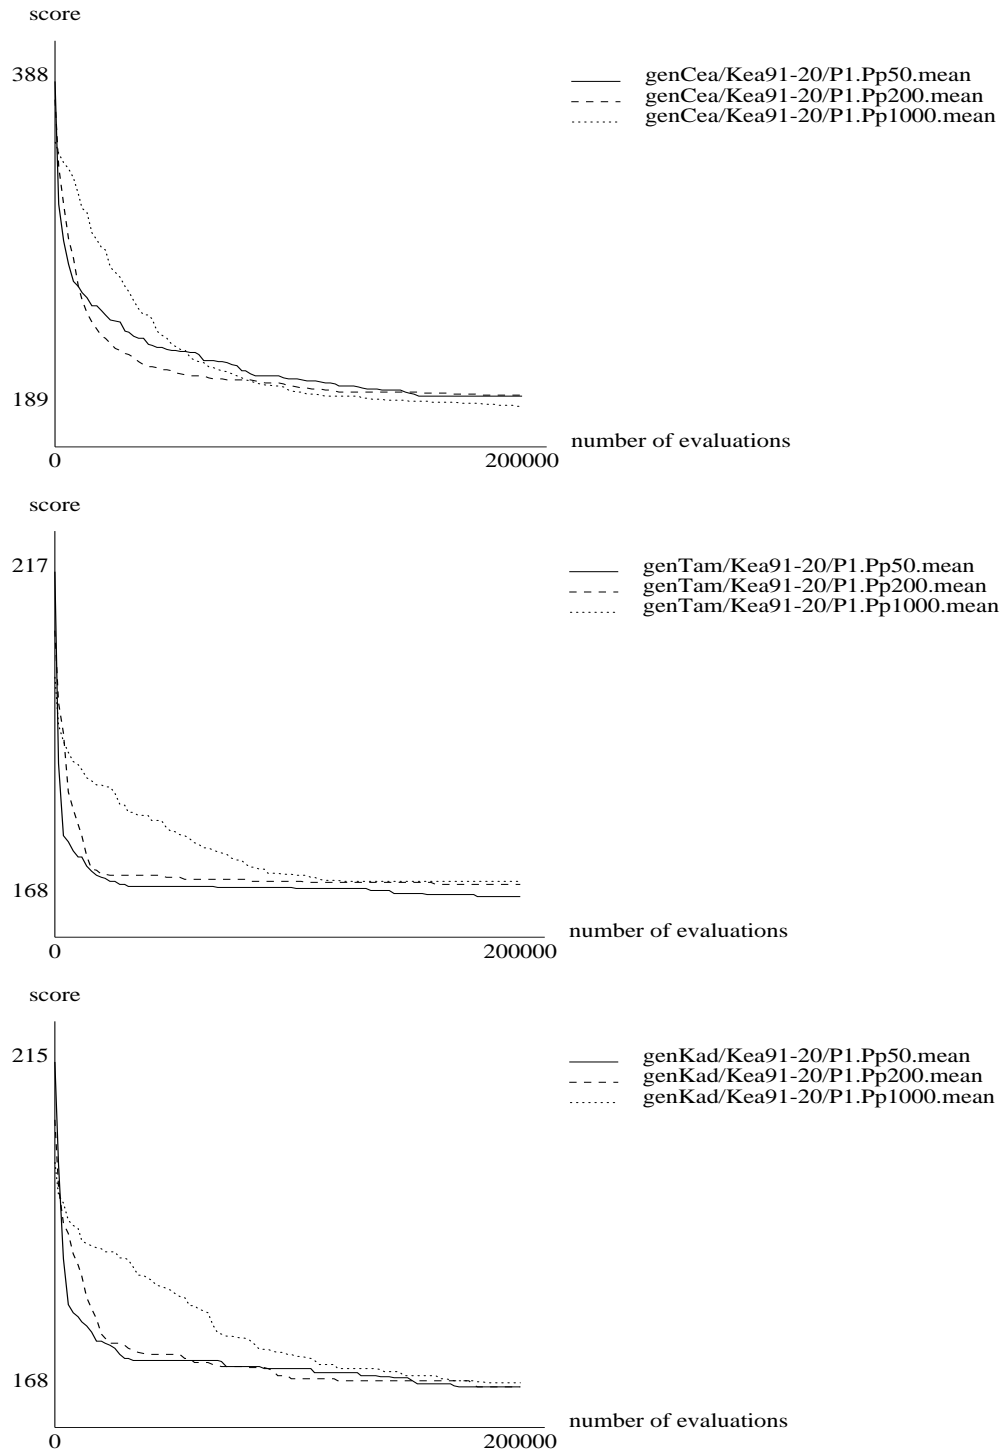 score
388
genCea/Kea91-20/P1.Pp50.mean
genCea/Kea91-20/P1.Pp200.mean
genCea/Kea91-20/P1.Pp1000.mean
189
number of evaluations
0
200000
score
217
genTam/Kea91-20/P1.Pp50.mean
genTam/Kea91-20/P1.Pp200.mean
genTam/Kea91-20/P1.Pp1000.mean
168
number of evaluations
0
200000
score
215
genKad/Kea91-20/P1.Pp50.mean
genKad/Kea91-20/P1.Pp200.mean
genKad/Kea91-20/P1.Pp1000.mean
168
number of evaluations
0
200000